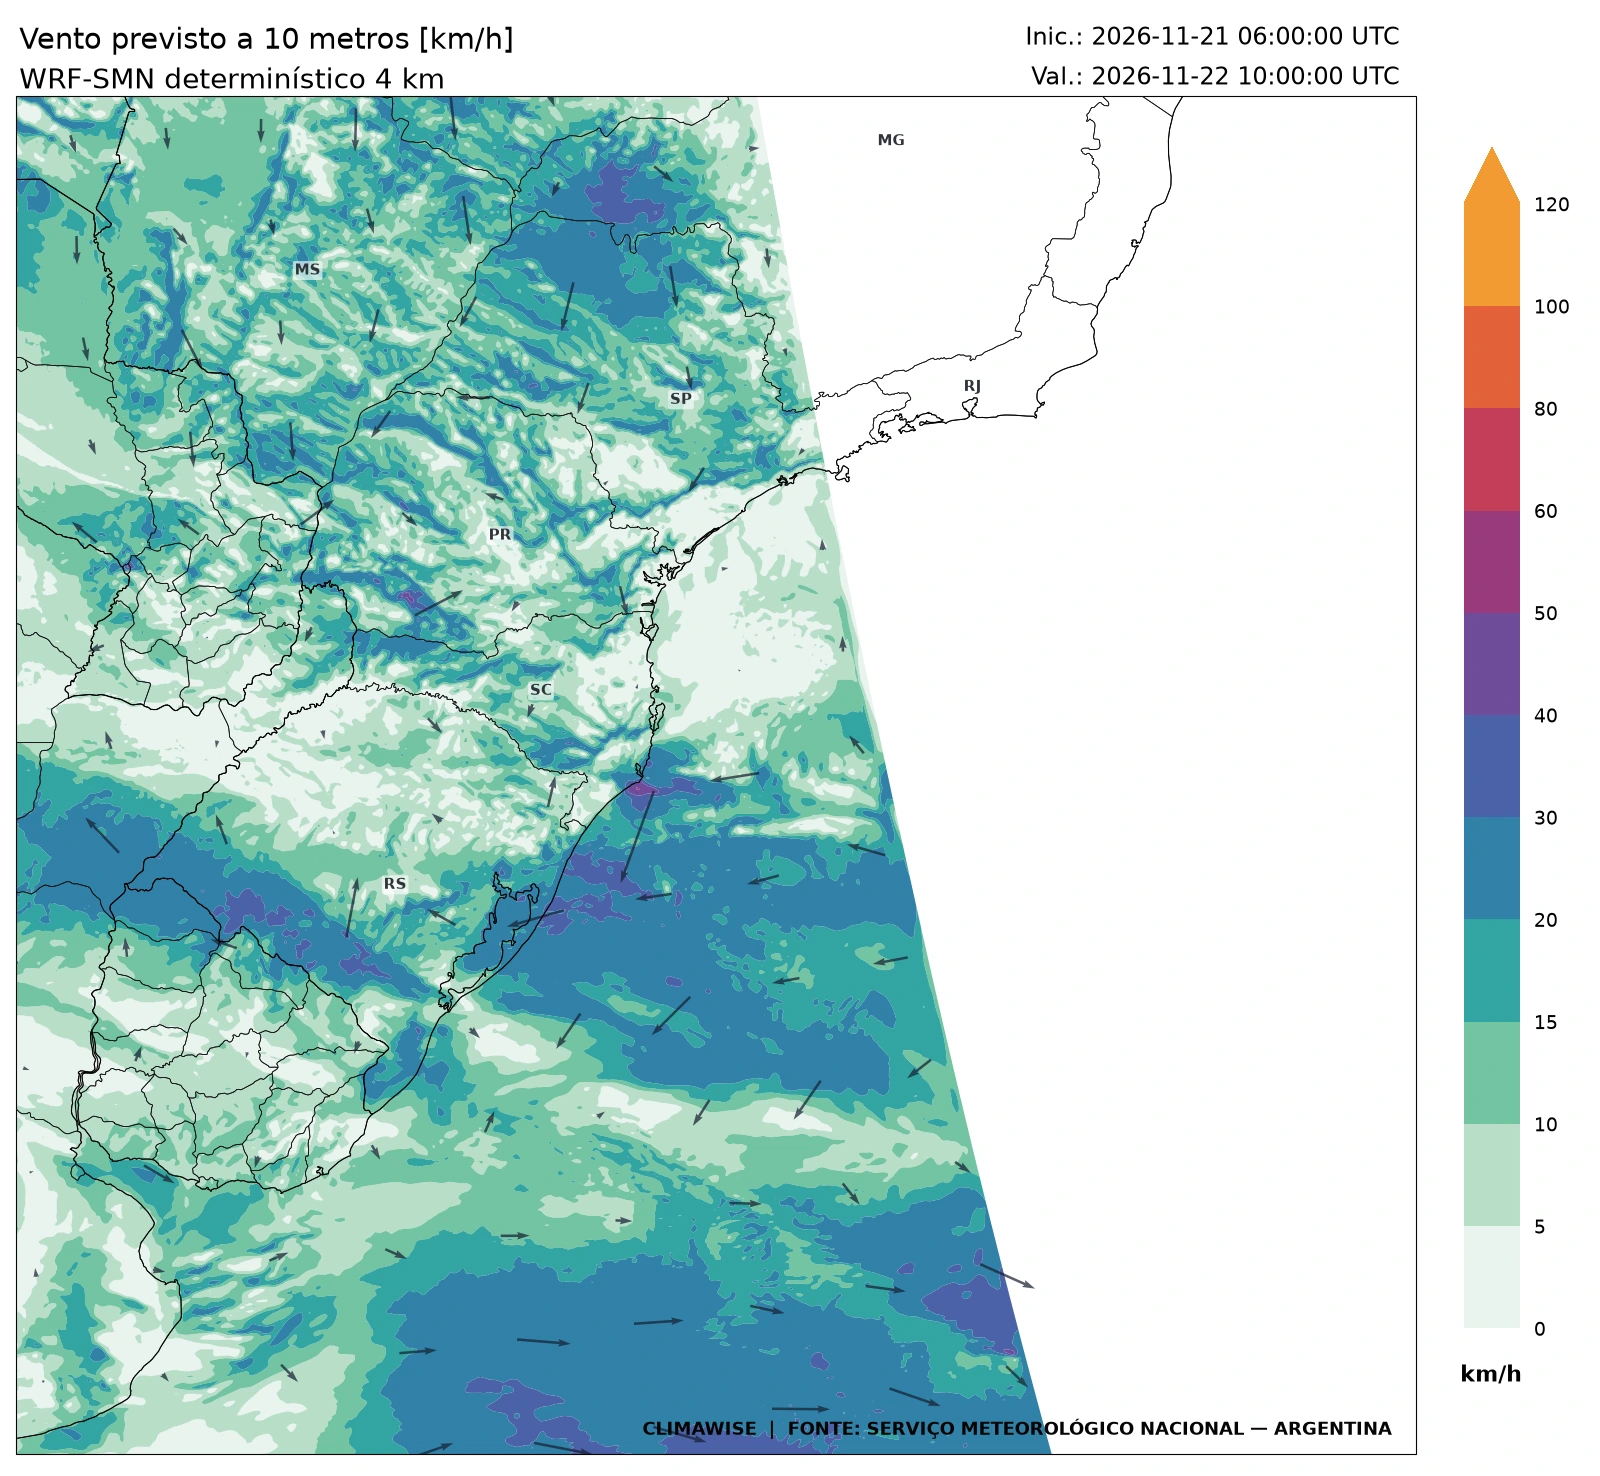 Vento previsto a 10 metros [km/h]
WRF-SMN determinístico 4 km
Inic.: 2026-11-21 06:00:00 UTC
Val.: 2026-11-22 10:00:00 UTC
MG
MS
RJ
SP
PR
SC
RS
120
100
80
60
50
40
30
20
15
10
5
0
km/h
CLIMAWISE | FONTE: SERVIÇO METEOROLÓGICO NACIONAL — ARGENTINA